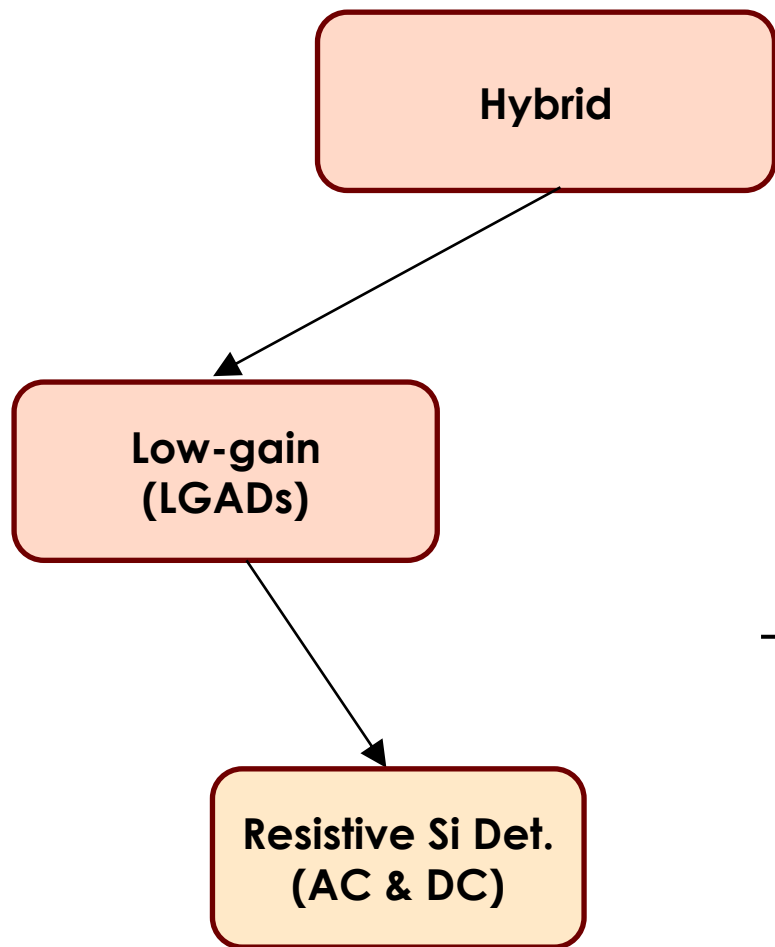 Hybrid
Low-gain
(LGADs)
Resistive Si Det.
(AC & DC)